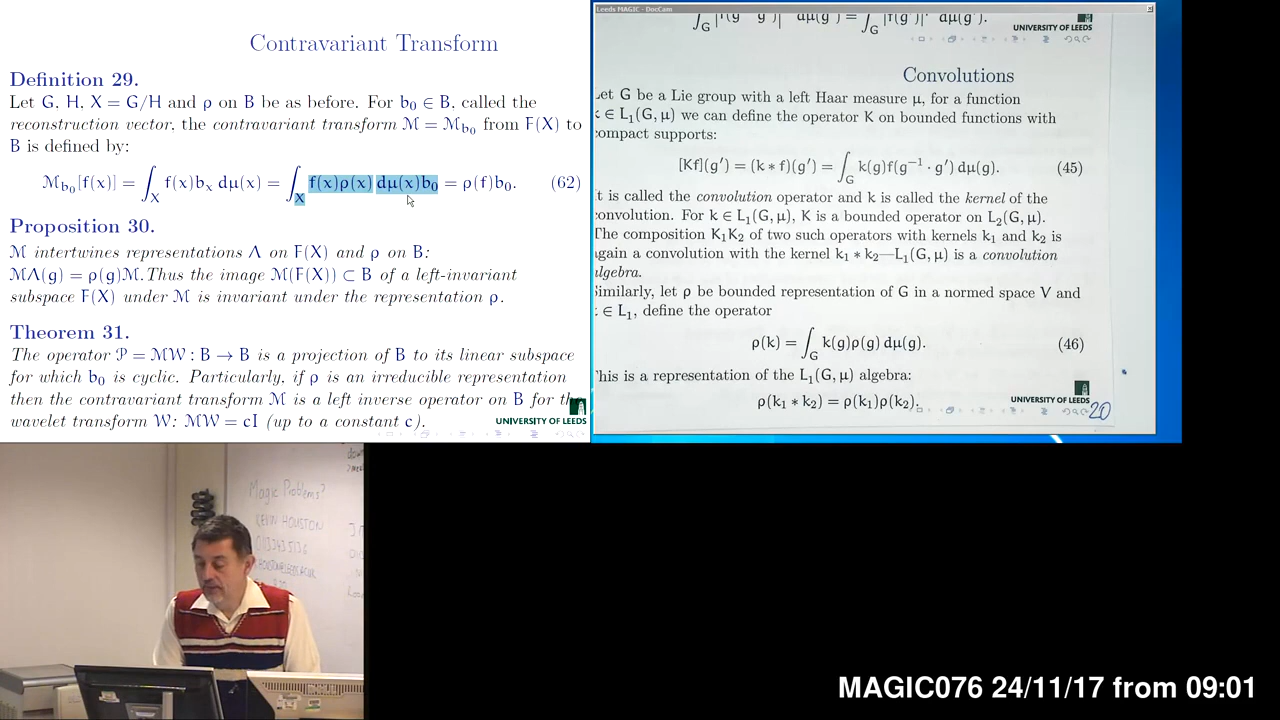 Contravariant Transform
Definition 29.
Let G, H, X = G/H and ρ on B be as before. For b₀ ∈ B, called the
reconstruction vector, the contravariant transform ℳ = ℳ_b₀ from F(X) to
B is defined by:
ℳ_b₀[f(x)] = ∫_X f(x)b_x dμ(x) = ∫_X f(x)ρ(x) dμ(x)b₀ = ρ(f)b₀. (62)
Proposition 30.
ℳ intertwines representations Λ on F(X) and ρ on B:
ℳΛ(g) = ρ(g)ℳ.Thus the image ℳ(F(X)) ⊂ B of a left-invariant
subspace F(X) under ℳ is invariant under the representation ρ.
Theorem 31.
The operator 𝒫 = ℳ𝒲 : B → B is a projection of B to its linear subspace
for which b₀ is cyclic. Particularly, if ρ is an irreducible representation
then the contravariant transform ℳ is a left inverse operator on B for the
wavelet transform 𝒲: ℳ𝒲 = cI (up to a constant c).
UNIVERSITY OF LEEDS
Leeds MAGIC - DocCam
UNIVERSITY OF LEEDS
Convolutions
Let G be a Lie group with a left Haar measure μ, for a function
∈ L₁(G, μ) we can define the operator K on bounded functions with
compact supports:
[Kf](g′) = (k ∗ f)(g′) = ∫_G k(g)f(g⁻¹ · g′) dμ(g). (45)
It is called the convolution operator and k is called the kernel of the
convolution. For k ∈ L₁(G, μ), K is a bounded operator on L₂(G, μ).
The composition K₁K₂ of two such operators with kernels k₁ and k₂ is
again a convolution with the kernel k₁ ∗ k₂—L₁(G, μ) is a convolution
algebra.
Similarly, let ρ be bounded representation of G in a normed space V and
∈ L₁, define the operator
ρ(k) = ∫_G k(g)ρ(g) dμ(g). (46)
This is a representation of the L₁(G, μ) algebra:
ρ(k₁ ∗ k₂) = ρ(k₁)ρ(k₂).
UNIVERSITY OF LEEDS
20
Magic Problems?
KEVIN HOUSTON
MAGIC076 24/11/17 from 09:01